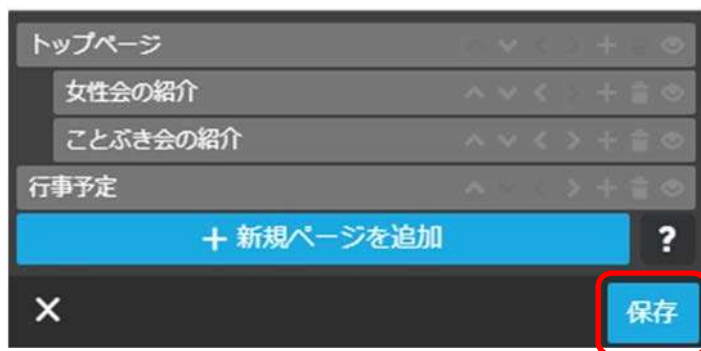 トップページ
女性会の紹介
ことぶき会の紹介
行事予定
+ 新規ページを追加 ?
× 保存